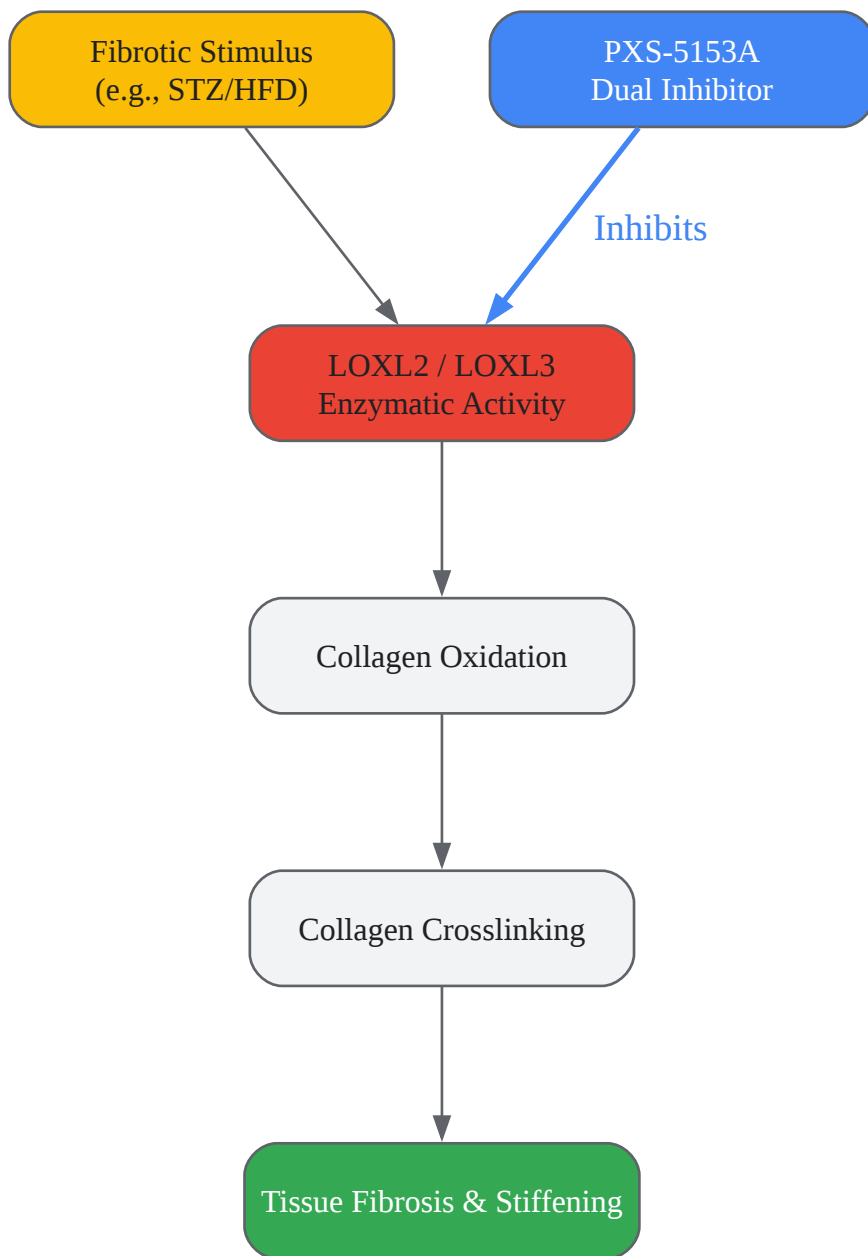 Fibrotic Stimulus
(e.g., STZ/HFD)
PXS-5153A
Dual Inhibitor
Inhibits
LOXL2 / LOXL3
Enzymatic Activity
Collagen Oxidation
Collagen Crosslinking
Tissue Fibrosis & Stiffening